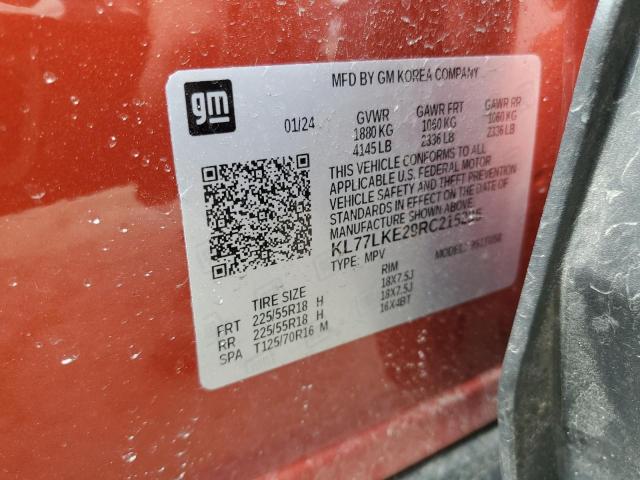 gm
MFD BY GM KOREA COMPANY
01/24
GVWR GAWR FRT GAWR RR
1880 KG 1060 KG 1060 KG
4145 LB 2336 LB 2336 LB
THIS VEHICLE CONFORMS TO ALL
APPLICABLE U.S. FEDERAL MOTOR
VEHICLE SAFETY AND THEFT PREVENTION
STANDARDS IN EFFECT ON THE DATE OF
MANUFACTURE SHOWN ABOVE.
TYPE: MPV MODEL:
TIRE SIZE RIM
FRT 225/55R18 H 18X7.5J
RR 225/55R18 H 18X7.5J
SPA T125/70R16 M 16X4BT